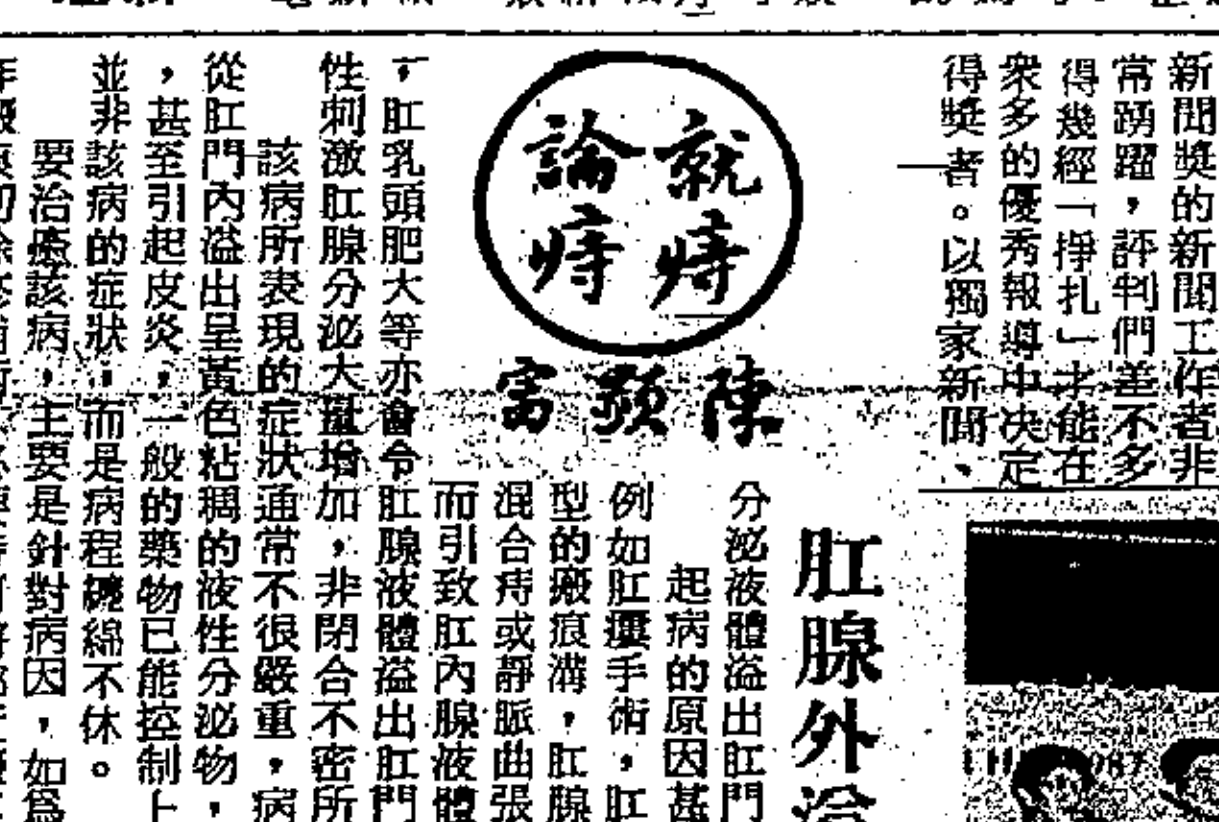 新聞獎的新聞工作者非
常踴躍，評判們差不多
得幾經「掙扎」才能在
衆多的優秀報導中決定
得獎者。以獨家新聞、
就痔
論痔
陳顯富
肛腺外溢
分泌液體溢出肛門
起病的原因甚
例如肛瘻手術，肛
型的瘢痕溝，肛腺
混合痔或靜脈曲張
而引致肛內腺液體
，肛乳頭肥大等亦會令肛腺液體溢出肛門
性刺激肛腺分泌大量增加，非閉合不密所
該病所表現的症狀通常不很嚴重，病
從肛門內溢出呈黃色粘稠的液性分泌物，
，甚至引起皮炎，一般的藥物已能控制上
並非該病的症狀，而是病程纏綿不休。
要治癒該病，主要是針對病因，如爲